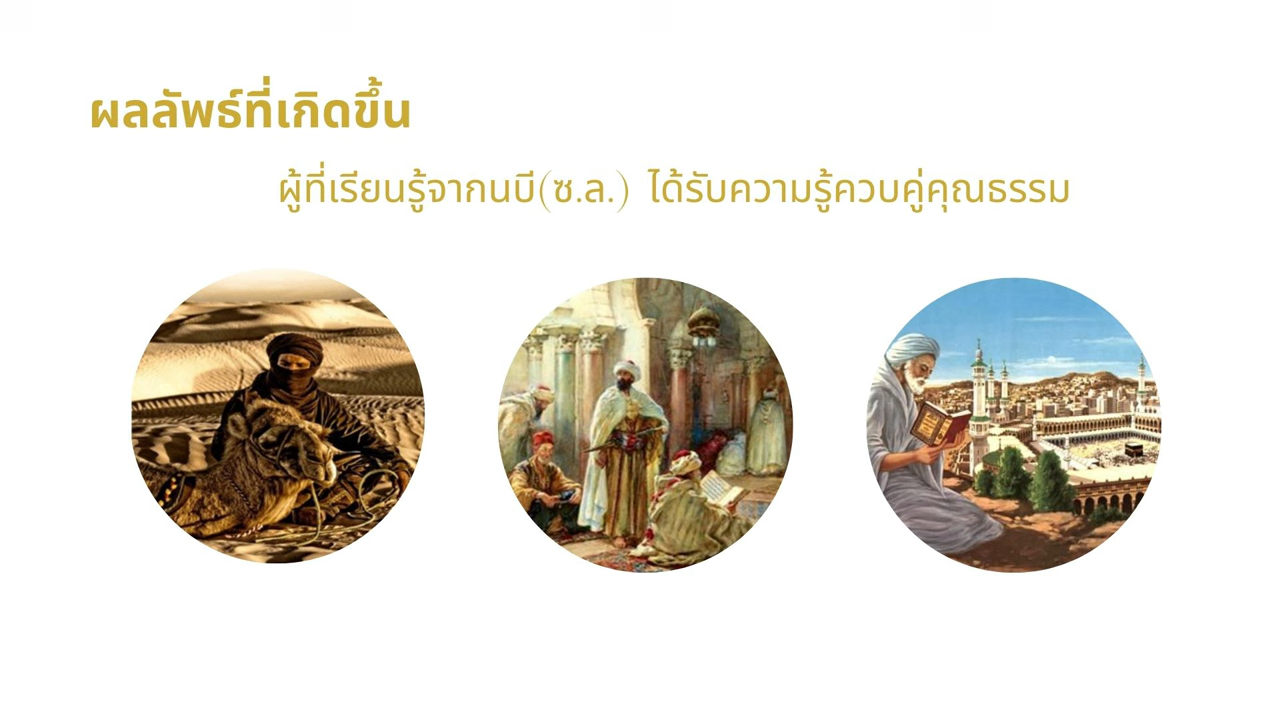 ผลลัพธ์ที่เกิดขึ้น
ผู้ที่เรียนรู้จากนบี(ซ.ล.) ได้รับความรู้ควบคู่คุณธรรม